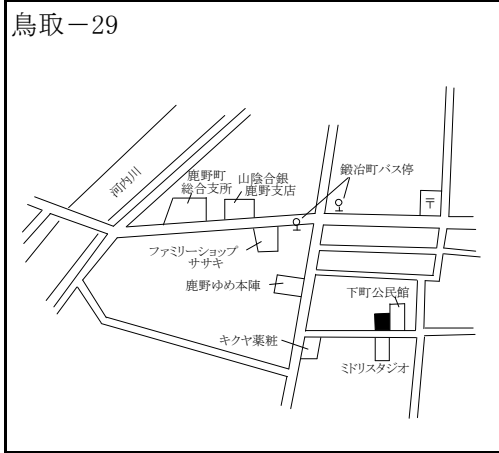 鳥取－29
河内川
鹿野町
総合支所
山陰合銀
鹿野支店
鍛冶町バス停
〒
ファミリーショップ
ササキ
鹿野ゆめ本陣
下町公民館
キクヤ薬粧
ミドリスタジオ